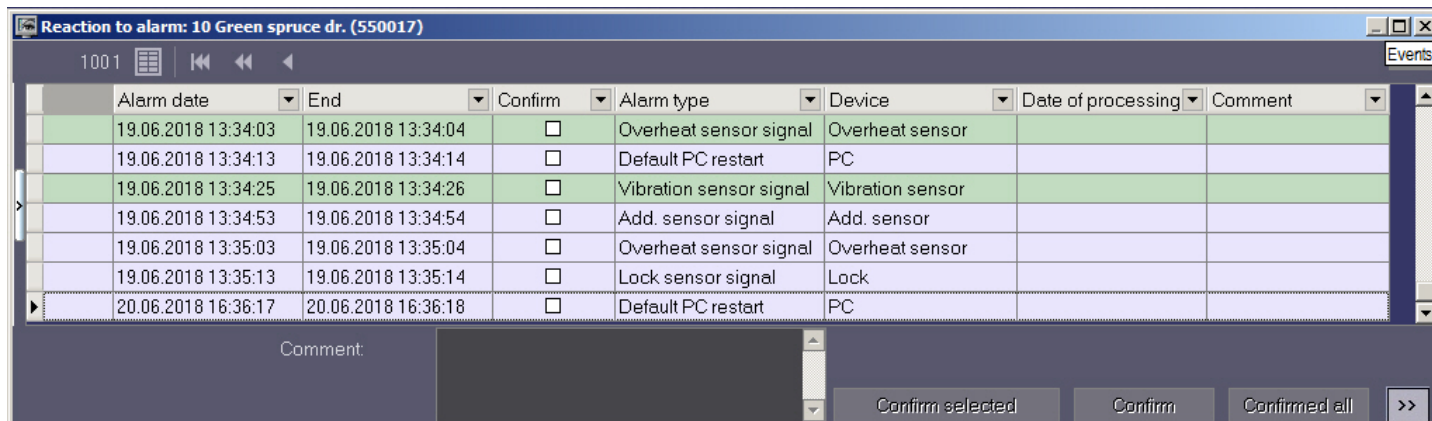 Reaction to alarm: 10 Green spruce dr. (550017)
1001
Events
Alarm date End Confirm Alarm type Device Date of processing Comment
19.06.2018 13:34:03 19.06.2018 13:34:04 Overheat sensor signal Overheat sensor
19.06.2018 13:34:13 19.06.2018 13:34:14 Default PC restart PC
19.06.2018 13:34:25 19.06.2018 13:34:26 Vibration sensor signal Vibration sensor
19.06.2018 13:34:53 19.06.2018 13:34:54 Add. sensor signal Add. sensor
19.06.2018 13:35:03 19.06.2018 13:35:04 Overheat sensor signal Overheat sensor
19.06.2018 13:35:13 19.06.2018 13:35:14 Lock sensor signal Lock
20.06.2018 16:36:17 20.06.2018 16:36:18 Default PC restart PC
Comment:
Confirm selected Confirm Confirmed all >>